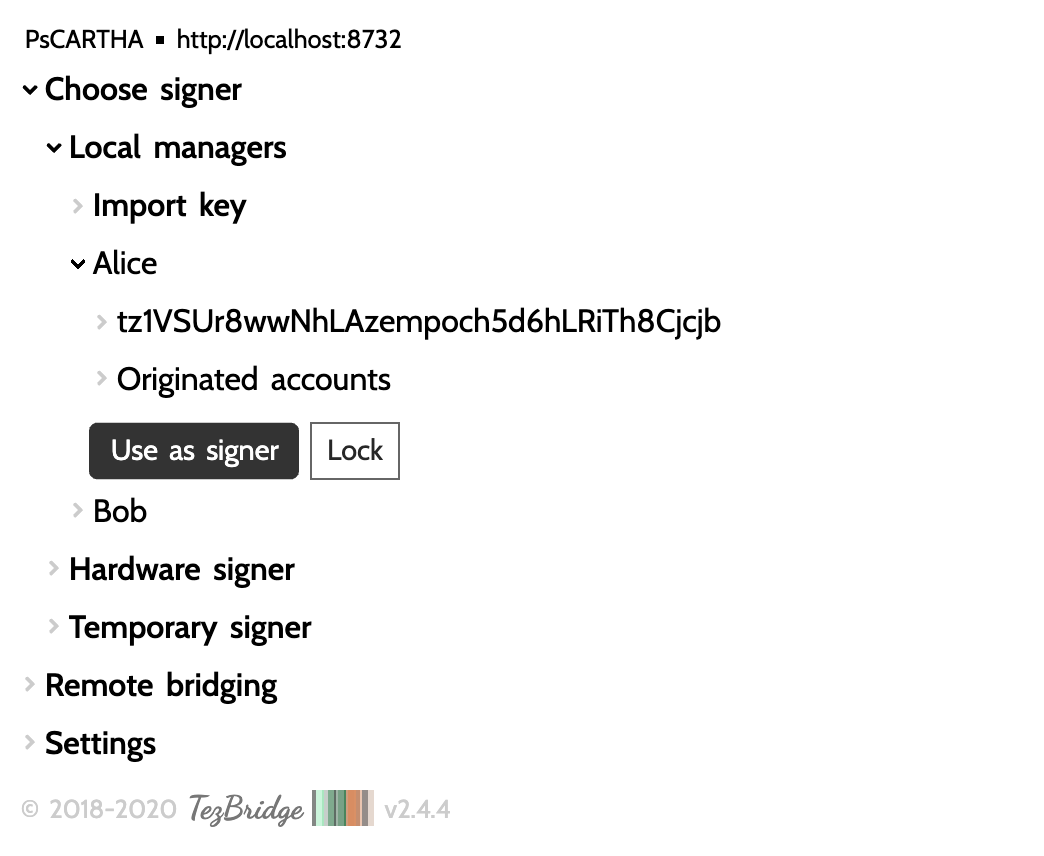 PsCARTHA ▪ http://localhost:8732
Choose signer
Local managers
Import key
Alice
tz1VSUr8wwNhLAzempoch5d6hLRiTh8Cjcjb
Originated accounts
Use as signer Lock
Bob
Hardware signer
Temporary signer
Remote bridging
Settings
© 2018-2020 TezBridge v2.4.4